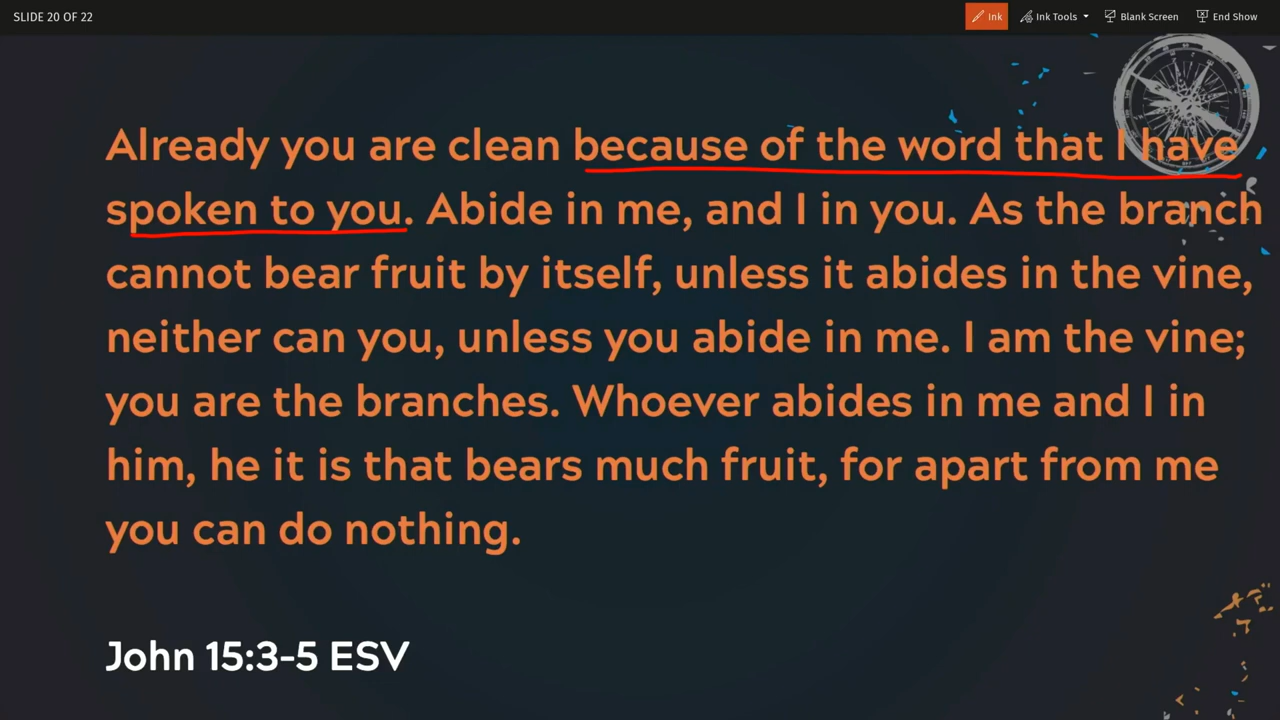 SLIDE 20 OF 22
Ink
Ink Tools
Blank Screen
End Show
Already you are clean because of the word that I have
spoken to you. Abide in me, and I in you. As the branch
cannot bear fruit by itself, unless it abides in the vine,
neither can you, unless you abide in me. I am the vine;
you are the branches. Whoever abides in me and I in
him, he it is that bears much fruit, for apart from me
you can do nothing.
John 15:3-5 ESV